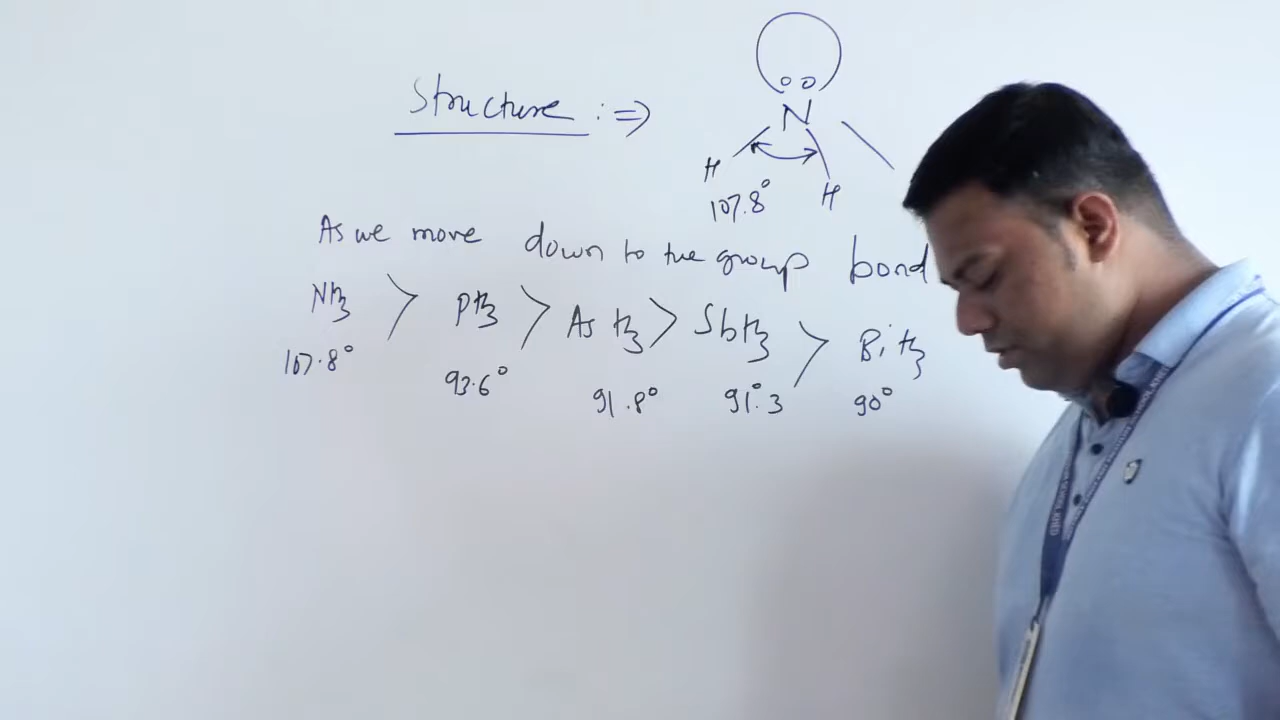 Structure :⇒
N
H
H
107.8°
As we move down to the group bond
NH3 > PH3 > AsH3 > SbH3 > BiH3
107.8° 93.6° 91.8° 91°.3 90°